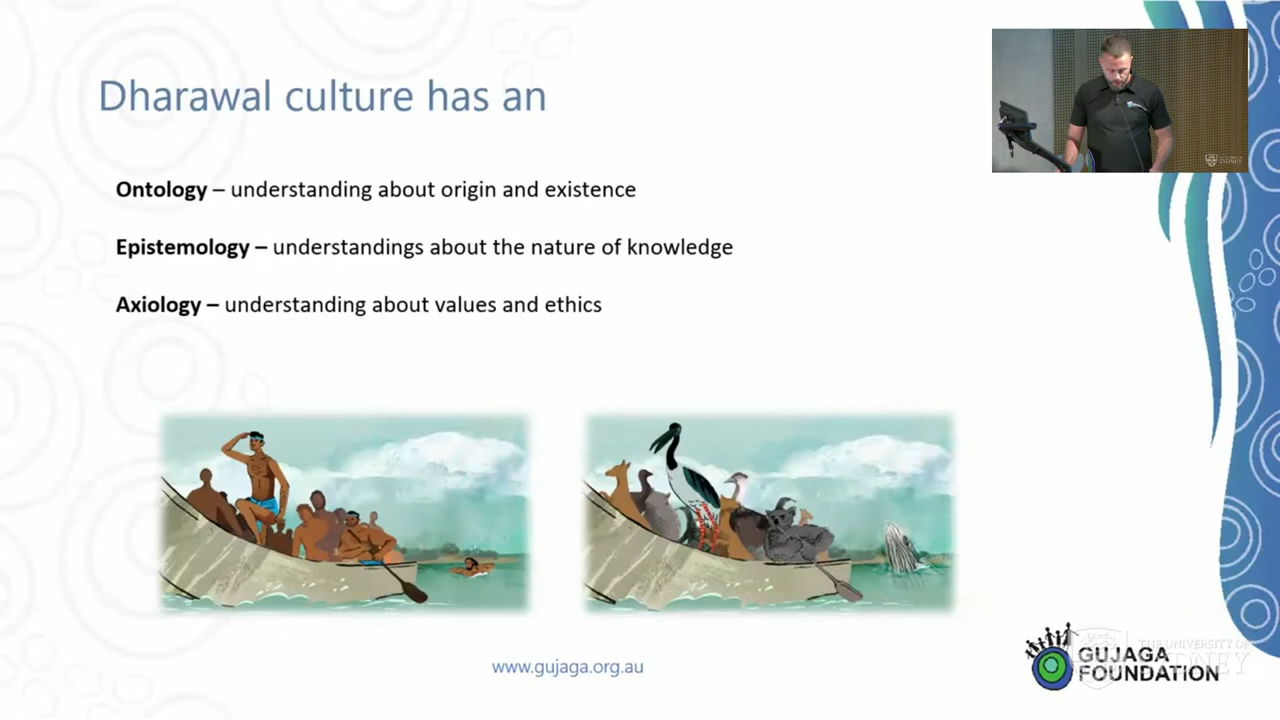 Dharawal culture has an
Ontology – understanding about origin and existence
Epistemology – understandings about the nature of knowledge
Axiology – understanding about values and ethics
www.gujaga.org.au
GUJAGA
FOUNDATION
THE UNIVERSITY OF
SYDNEY